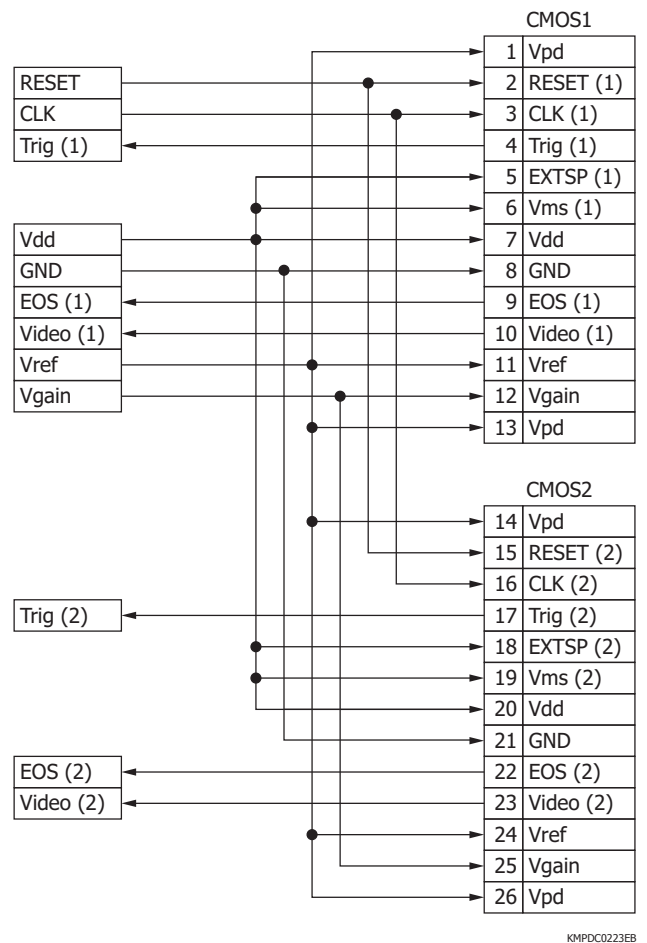 CMOS1
1 Vpd
RESET 2 RESET (1)
CLK 3 CLK (1)
Trig (1) 4 Trig (1)
5 EXTSP (1)
6 Vms (1)
Vdd 7 Vdd
GND 8 GND
EOS (1) 9 EOS (1)
Video (1) 10 Video (1)
Vref 11 Vref
Vgain 12 Vgain
13 Vpd
CMOS2
14 Vpd
15 RESET (2)
16 CLK (2)
Trig (2) 17 Trig (2)
18 EXTSP (2)
19 Vms (2)
20 Vdd
21 GND
EOS (2) 22 EOS (2)
Video (2) 23 Video (2)
24 Vref
25 Vgain
26 Vpd
KMPDC0223EB